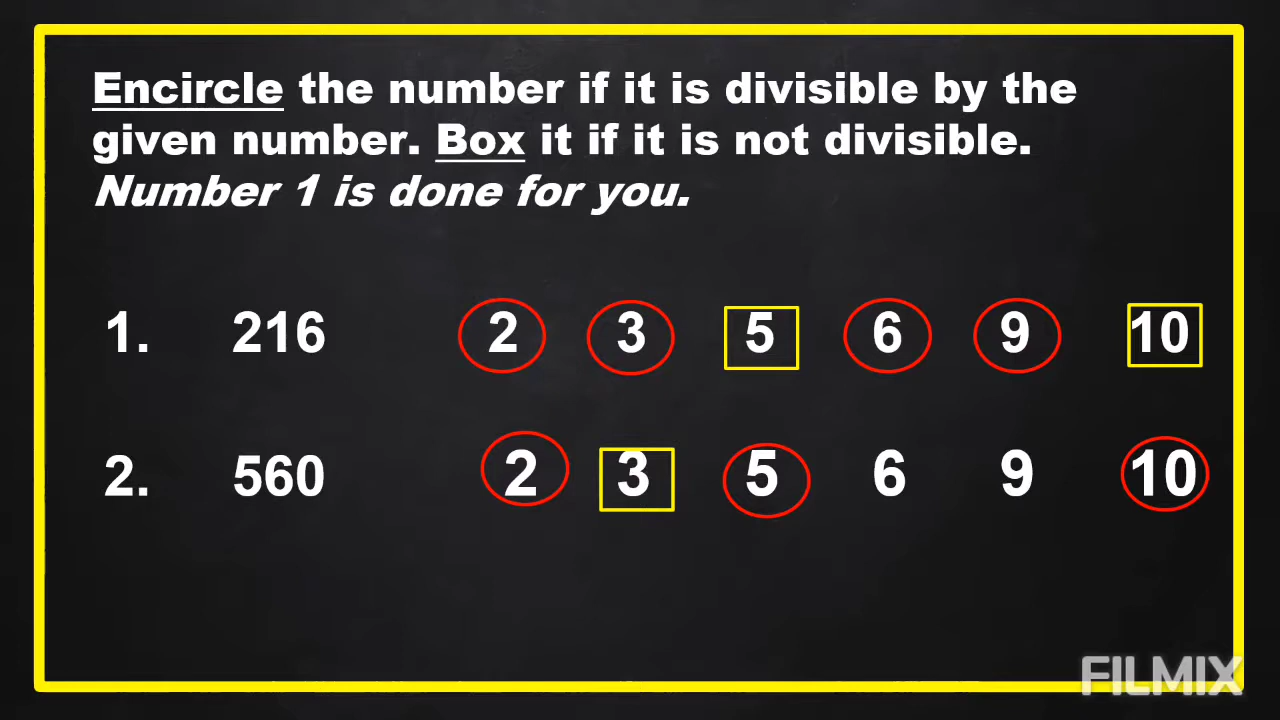 Encircle the number if it is divisible by the
given number. Box it if it is not divisible.
Number 1 is done for you.
1. 216 2 3 5 6 9 10
2. 560 2 3 5 6 9 10
FILMIX